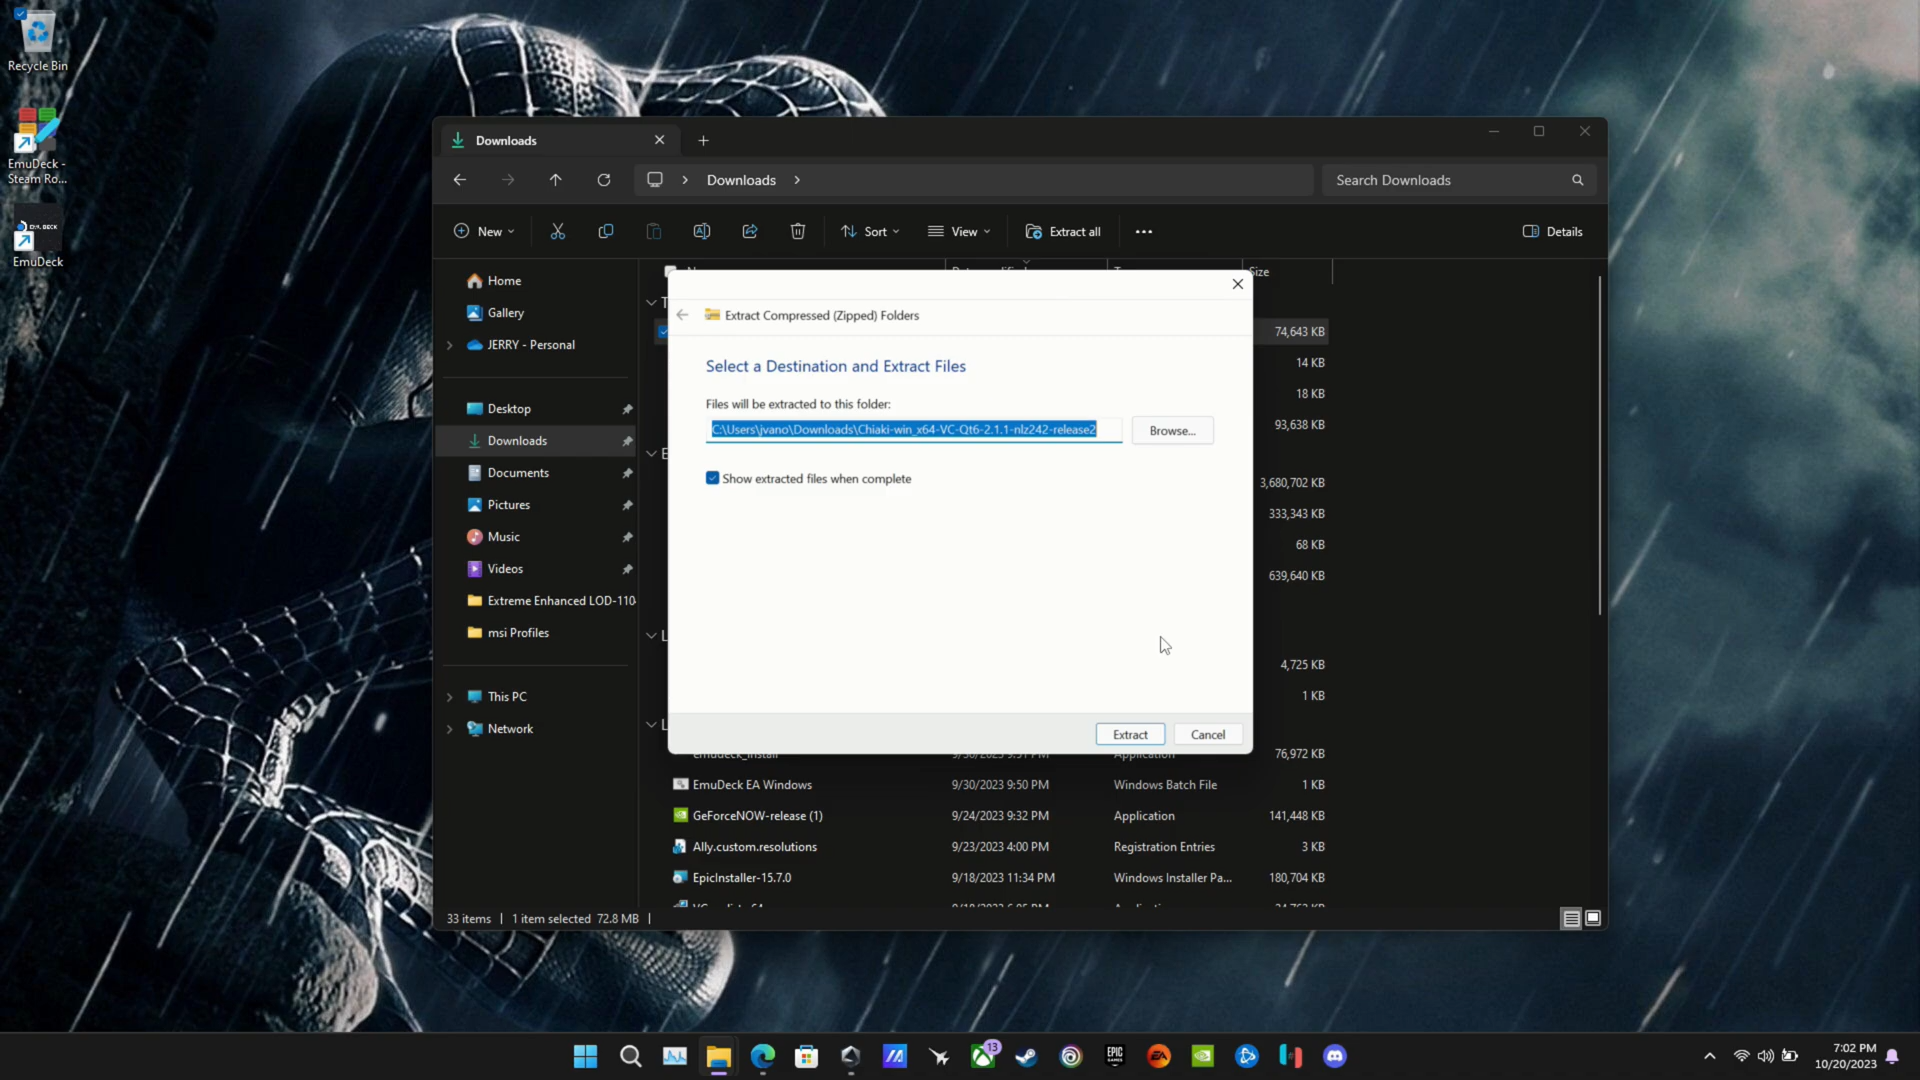 Recycle Bin
EmuDeck -
Steam Ro...
EmuDeck
Downloads
Downloads
Search Downloads
New
Sort
View
Extract all
Details
Home
Gallery
JERRY - Personal
Desktop
Downloads
Documents
Pictures
Music
Videos
Extreme Enhanced LOD-110
msi Profiles
This PC
Network
Size
74,643 KB
14 KB
18 KB
93,638 KB
3,680,702 KB
333,343 KB
68 KB
639,640 KB
4,725 KB
1 KB
Extract Compressed (Zipped) Folders
Select a Destination and Extract Files
Files will be extracted to this folder:
C:\Users\jvano\Downloads\Chiaki-win_x64-VC-Qt6-2.1.1-nlz242-release2
Browse...
Show extracted files when complete
Extract
Cancel
76,972 KB
EmuDeck EA Windows 9/30/2023 9:50 PM Windows Batch File 1 KB
GeForceNOW-release (1) 9/24/2023 9:32 PM Application 141,448 KB
Ally.custom.resolutions 9/23/2023 4:00 PM Registration Entries 3 KB
EpicInstaller-15.7.0 9/18/2023 11:34 PM Windows Installer Pa... 180,704 KB
33 items 1 item selected 72.8 MB
13
EPIC
GAMES
EA
7:02 PM
10/20/2023